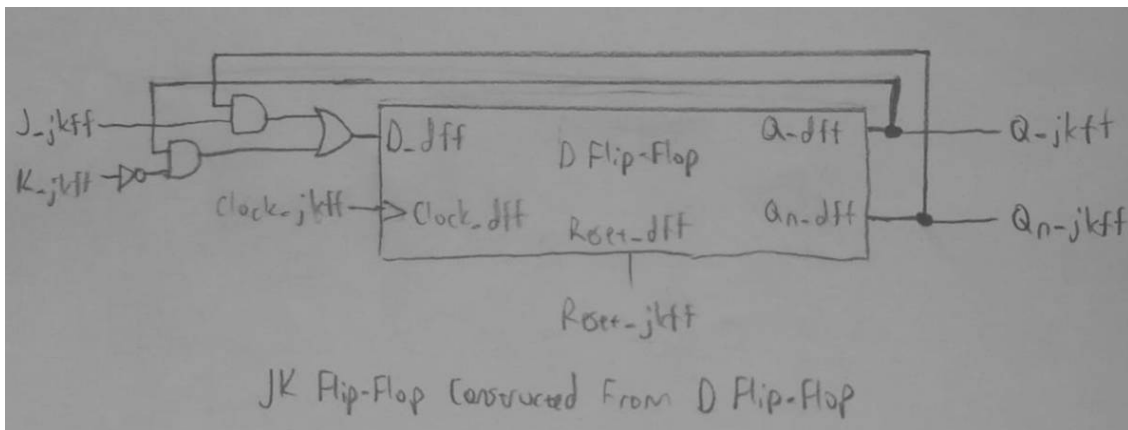 J_jkff
K_jkff
D_dff
D Flip-Flop
Q_dff
Q_jkff
Clock_jkff
Clock_dff
Reset_dff
Qn_dff
Qn_jkff
Reset_jkff
JK Flip-Flop Constructed From D Flip-Flop